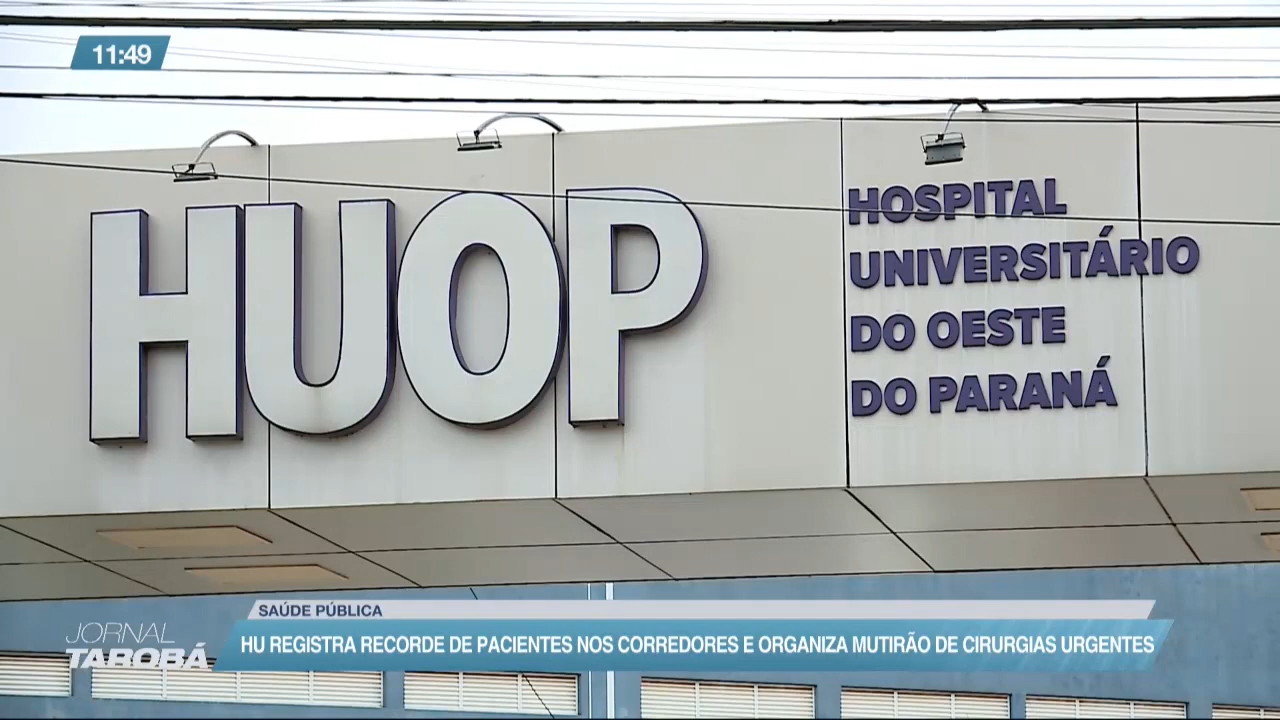 11:49
HUOP
HOSPITAL
UNIVERSITÁRIO
DO OESTE
DO PARANÁ
SAÚDE PÚBLICA
JORNAL
TAROBÁ
HU REGISTRA RECORDE DE PACIENTES NOS CORREDORES E ORGANIZA MUTIRÃO DE CIRURGIAS URGENTES